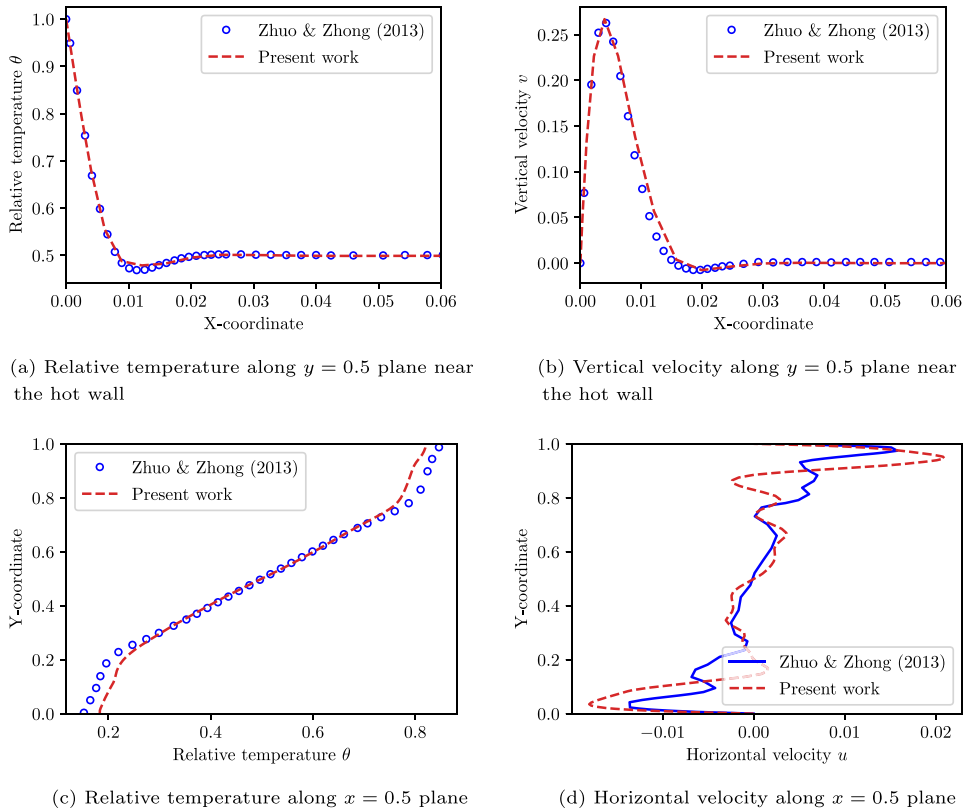 1.0
0.9
0.8
0.7
0.6
0.5
Relative temperature θ
0.00 0.01 0.02 0.03 0.04 0.05 0.06
X-coordinate
Zhuo & Zhong (2013)
Present work
(a) Relative temperature along y = 0.5 plane near
the hot wall
0.25
0.20
0.15
0.10
0.05
0.00
Vertical velocity v
0.00 0.01 0.02 0.03 0.04 0.05 0.06
X-coordinate
Zhuo & Zhong (2013)
Present work
(b) Vertical velocity along y = 0.5 plane near
the hot wall
1.0
0.8
0.6
0.4
0.2
0.0
Y-coordinate
0.2 0.4 0.6 0.8
Relative temperature θ
Zhuo & Zhong (2013)
Present work
(c) Relative temperature along x = 0.5 plane
1.0
0.8
0.6
0.4
0.2
0.0
Y-coordinate
−0.01 0.00 0.01 0.02
Horizontal velocity u
Zhuo & Zhong (2013)
Present work
(d) Horizontal velocity along x = 0.5 plane